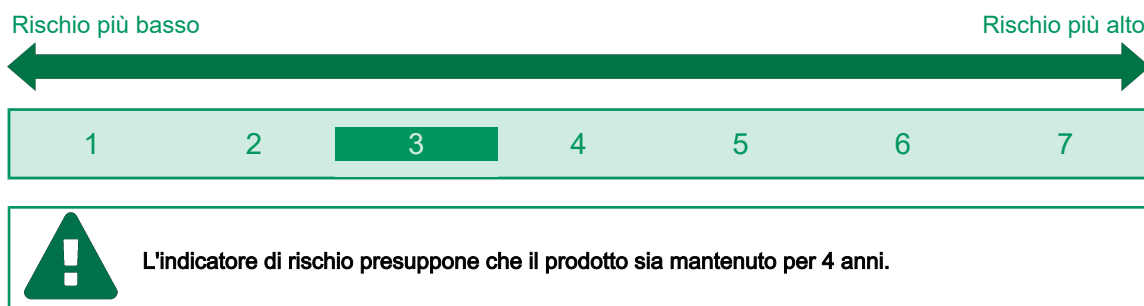 Rischio più basso Rischio più alto
1 2 3 4 5 6 7
L'indicatore di rischio presuppone che il prodotto sia mantenuto per 4 anni.